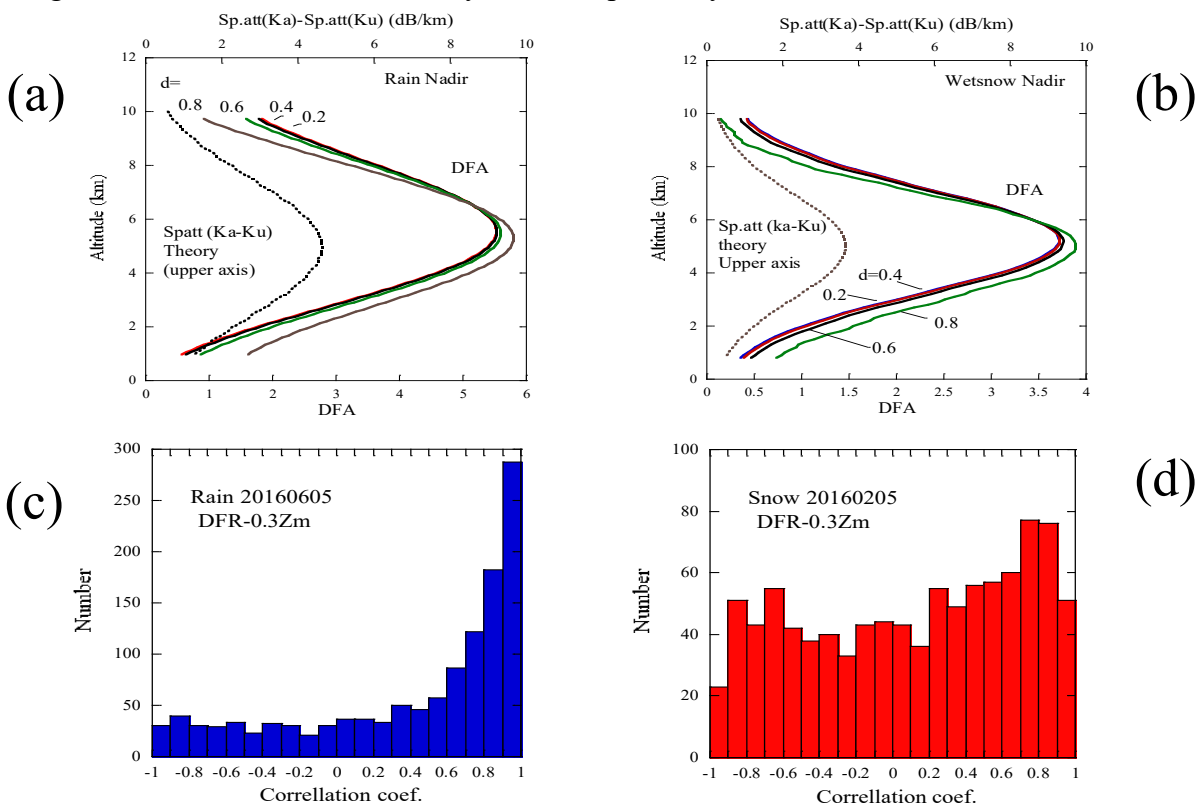 (a)
Sp.att(Ka)-Sp.att(Ku) (dB/km)
0 2 4 6 8 10
12
10
8
6
4
2
0
Altitude (km)
d=
0.8 0.6 0.4
0.2
Rain Nadir
DFA
Spatt (Ka-Ku)
Theory
(upper axis)
0 1 2 3 4 5 6
DFA
(b)
Sp.att(Ka)-Sp.att(Ku) (dB/km)
0 2 4 6 8 10
12
10
8
6
4
2
0
Altitude (km)
Wetsnow Nadir
DFA
Sp.att (ka-Ku)
theory
Upper axis
d=0.4
0.2
0.8
0.6
0 0.5 1 1.5 2 2.5 3 3.5 4
DFA
(c)
300
250
200
150
100
50
0
Number
Rain 20160605
DFR-0.3Zm
-1 -0.6 -0.2 0 0.2 0.4 0.8 1
Correllation coef.
(d)
100
80
60
40
20
0
Number
Snow 20160205
DFR-0.3Zm
-1 -0.8 -0.6 -0.4 -0.2 0 0.2 0.4 0.6 0.8 1
Correllation coef.